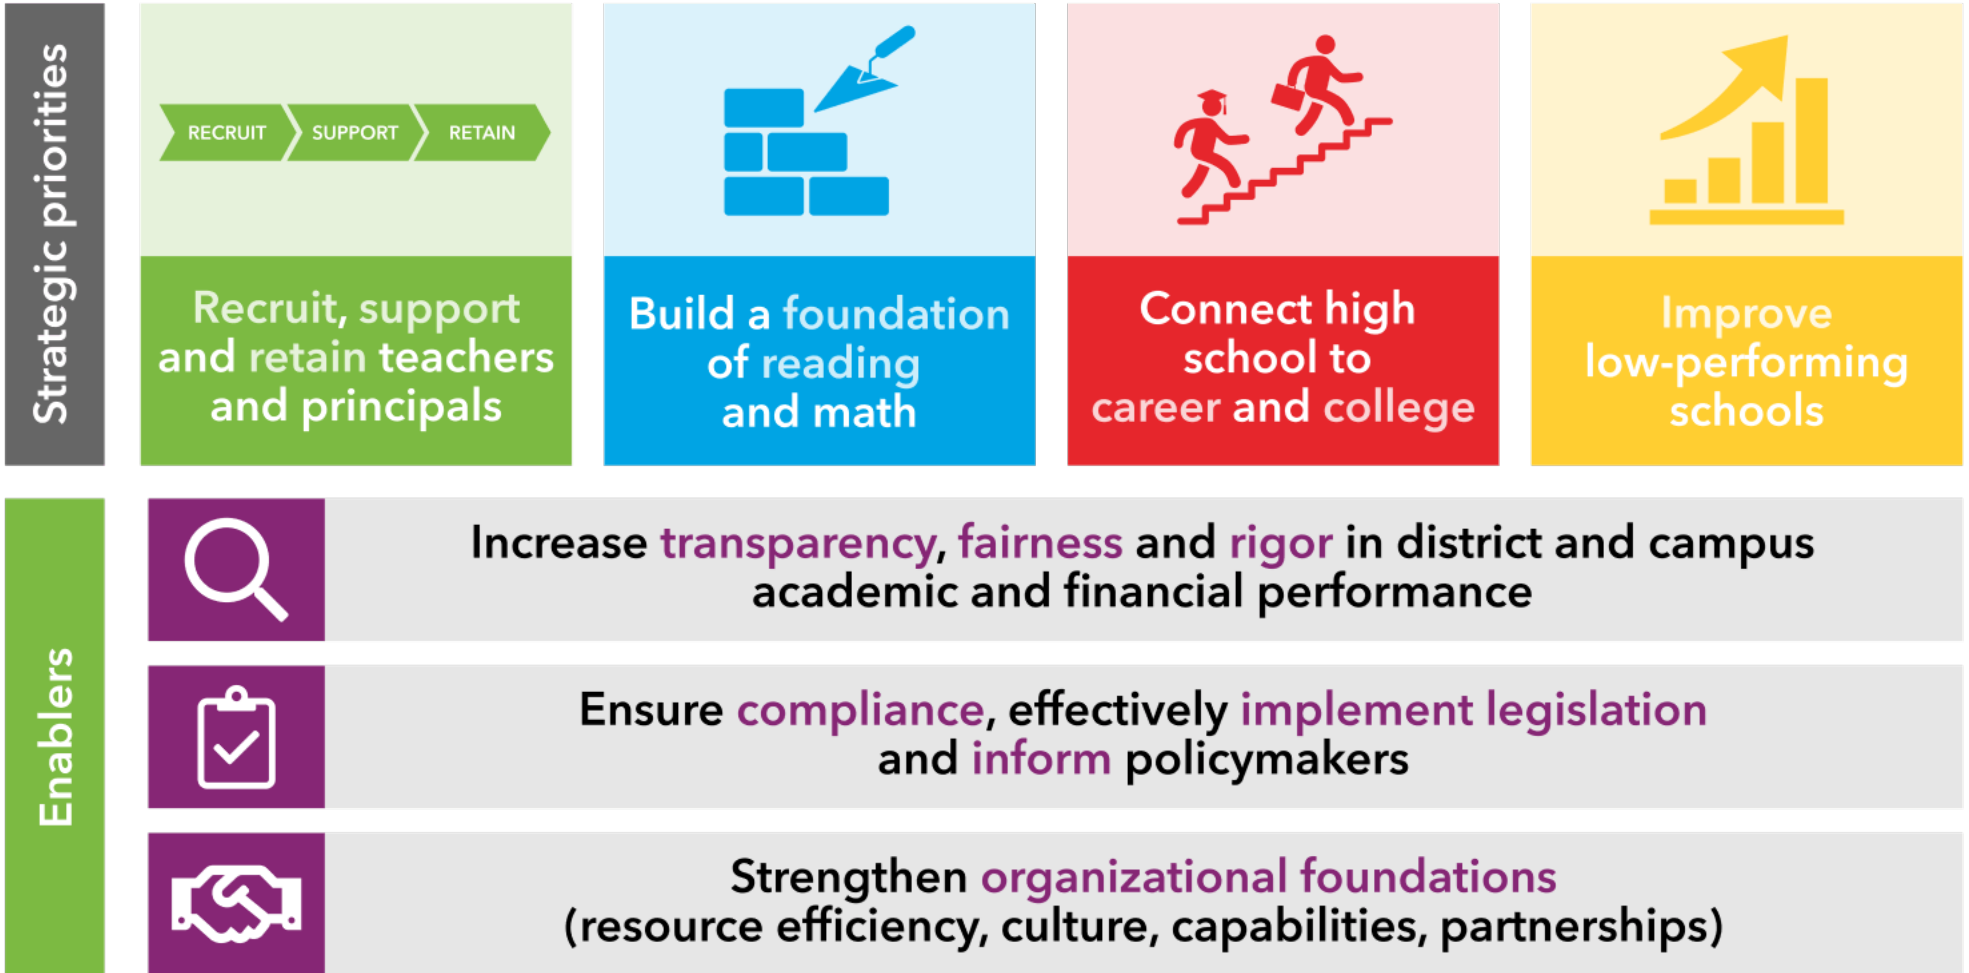 Strategic priorities
RECRUIT
SUPPORT
RETAIN
Recruit, support
and retain teachers
and principals
Build a foundation
of reading
and math
Connect high
school to
career and college
Improve
low-performing
schools
Enablers
Increase transparency, fairness and rigor in district and campus
academic and financial performance
Ensure compliance, effectively implement legislation
and inform policymakers
Strengthen organizational foundations
(resource efficiency, culture, capabilities, partnerships)